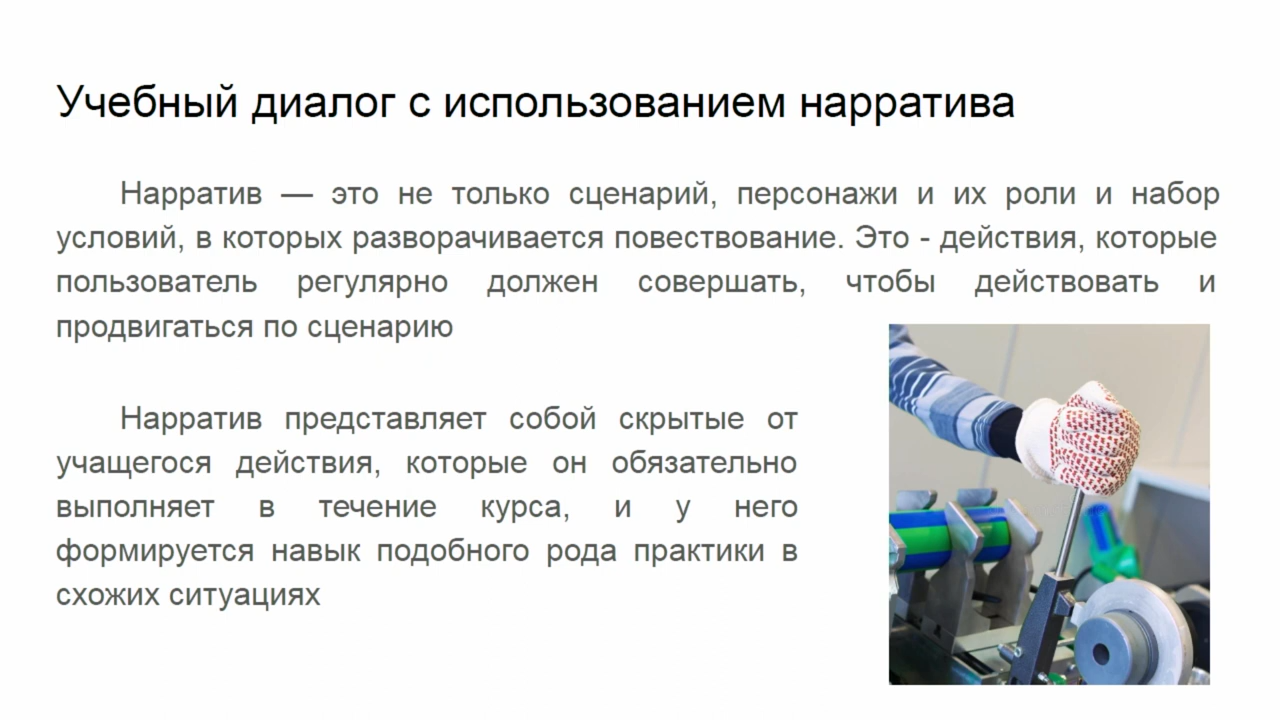 Учебный диалог с использованием нарратива
Нарратив — это не только сценарий, персонажи и их роли и набор
условий, в которых разворачивается повествование. Это - действия, которые
пользователь регулярно должен совершать, чтобы действовать и
продвигаться по сценарию
Нарратив представляет собой скрытые от
учащегося действия, которые он обязательно
выполняет в течение курса, и у него
формируется навык подобного рода практики в
схожих ситуациях